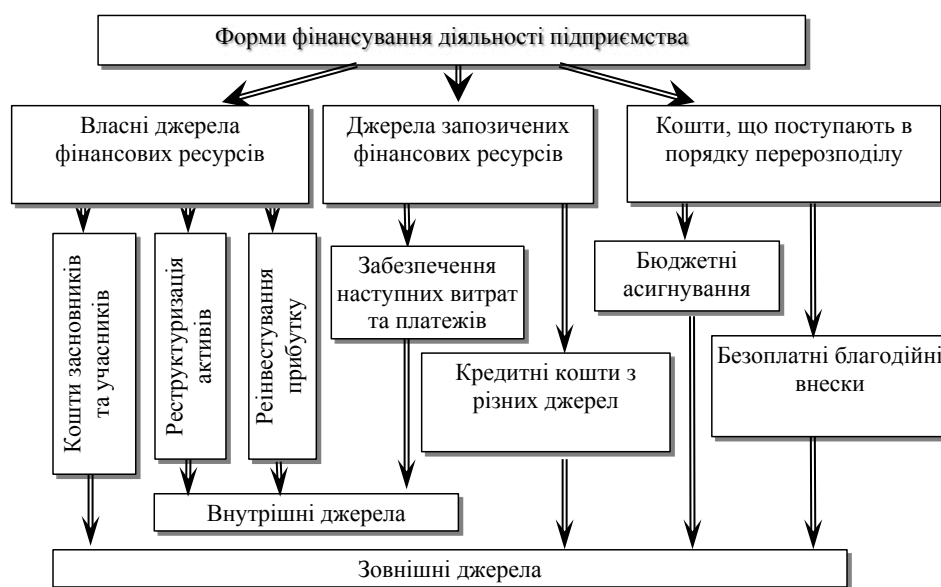 Форми фінансування діяльності підприємства
Власні джерела
фінансових ресурсів
Джерела запозичених
фінансових ресурсів
Кошти, що поступають в
порядку перерозподілу
Кошти засновників
та учасників
Реструктуризація
активів
Реінвестування
прибутку
Забезпечення
наступних витрат
та платежів
Бюджетні
асигнування
Кредитні кошти з
різних джерел
Безоплатні благодійні
внески
Внутрішні джерела
Зовнішні джерела